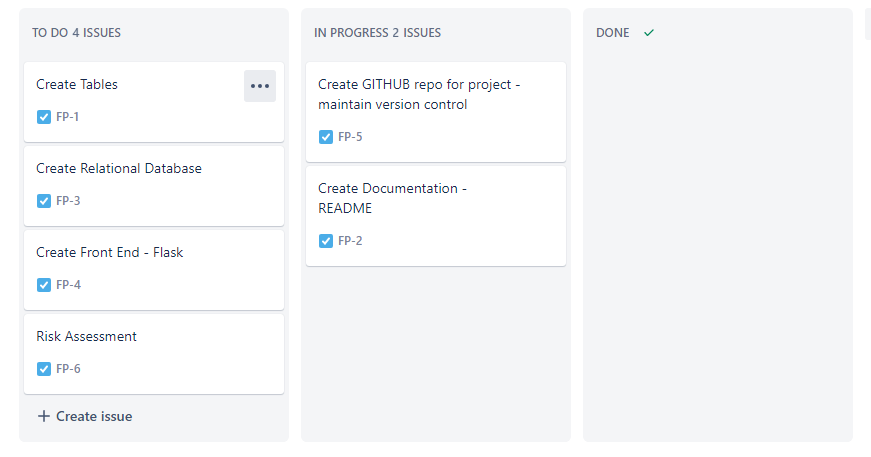 TO DO 4 ISSUES
Create Tables
FP-1
Create Relational Database
FP-3
Create Front End - Flask
FP-4
Risk Assessment
FP-6
Create issue
IN PROGRESS 2 ISSUES
Create GITHUB repo for project -
maintain version control
FP-5
Create Documentation -
README
FP-2
DONE